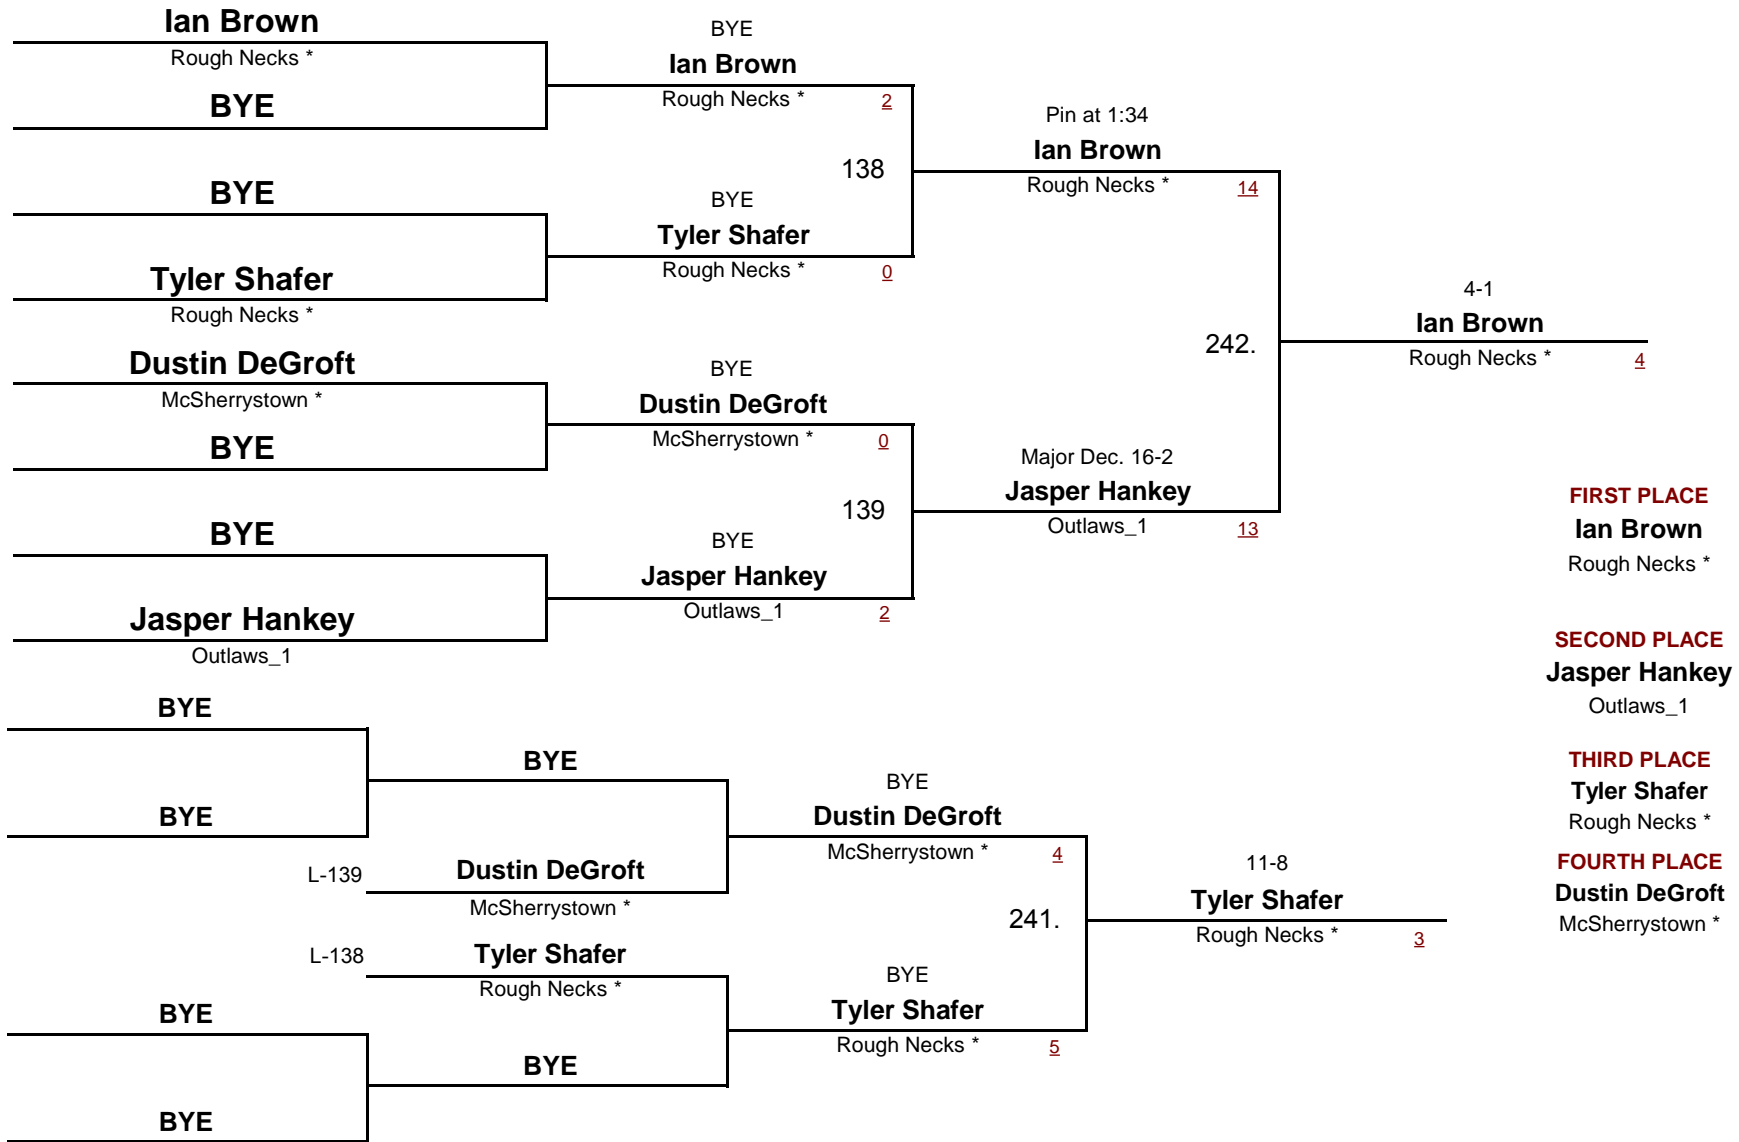 Ian Brown
Rough Necks *
BYE
BYE
Tyler Shafer
Rough Necks *
Dustin DeGroft
McSherrystown *
BYE
BYE
Jasper Hankey
Outlaws_1
BYE
Ian Brown
Rough Necks *
2
138
BYE
Tyler Shafer
Rough Necks *
0
BYE
Dustin DeGroft
McSherrystown *
0
139
BYE
Jasper Hankey
Outlaws_1
2
Pin at 1:34
Ian Brown
Rough Necks *
14
242.
Major Dec. 16-2
Jasper Hankey
Outlaws_1
13
4-1
Ian Brown
Rough Necks *
4
FIRST PLACE
Ian Brown
Rough Necks *
SECOND PLACE
Jasper Hankey
Outlaws_1
THIRD PLACE
Tyler Shafer
Rough Necks *
FOURTH PLACE
Dustin DeGroft
McSherrystown *
BYE
BYE
BYE
BYE
BYE
L-139
Dustin DeGroft
McSherrystown *
L-138
Tyler Shafer
Rough Necks *
BYE
BYE
Dustin DeGroft
McSherrystown *
4
241.
BYE
Tyler Shafer
Rough Necks *
5
11-8
Tyler Shafer
Rough Necks *
3